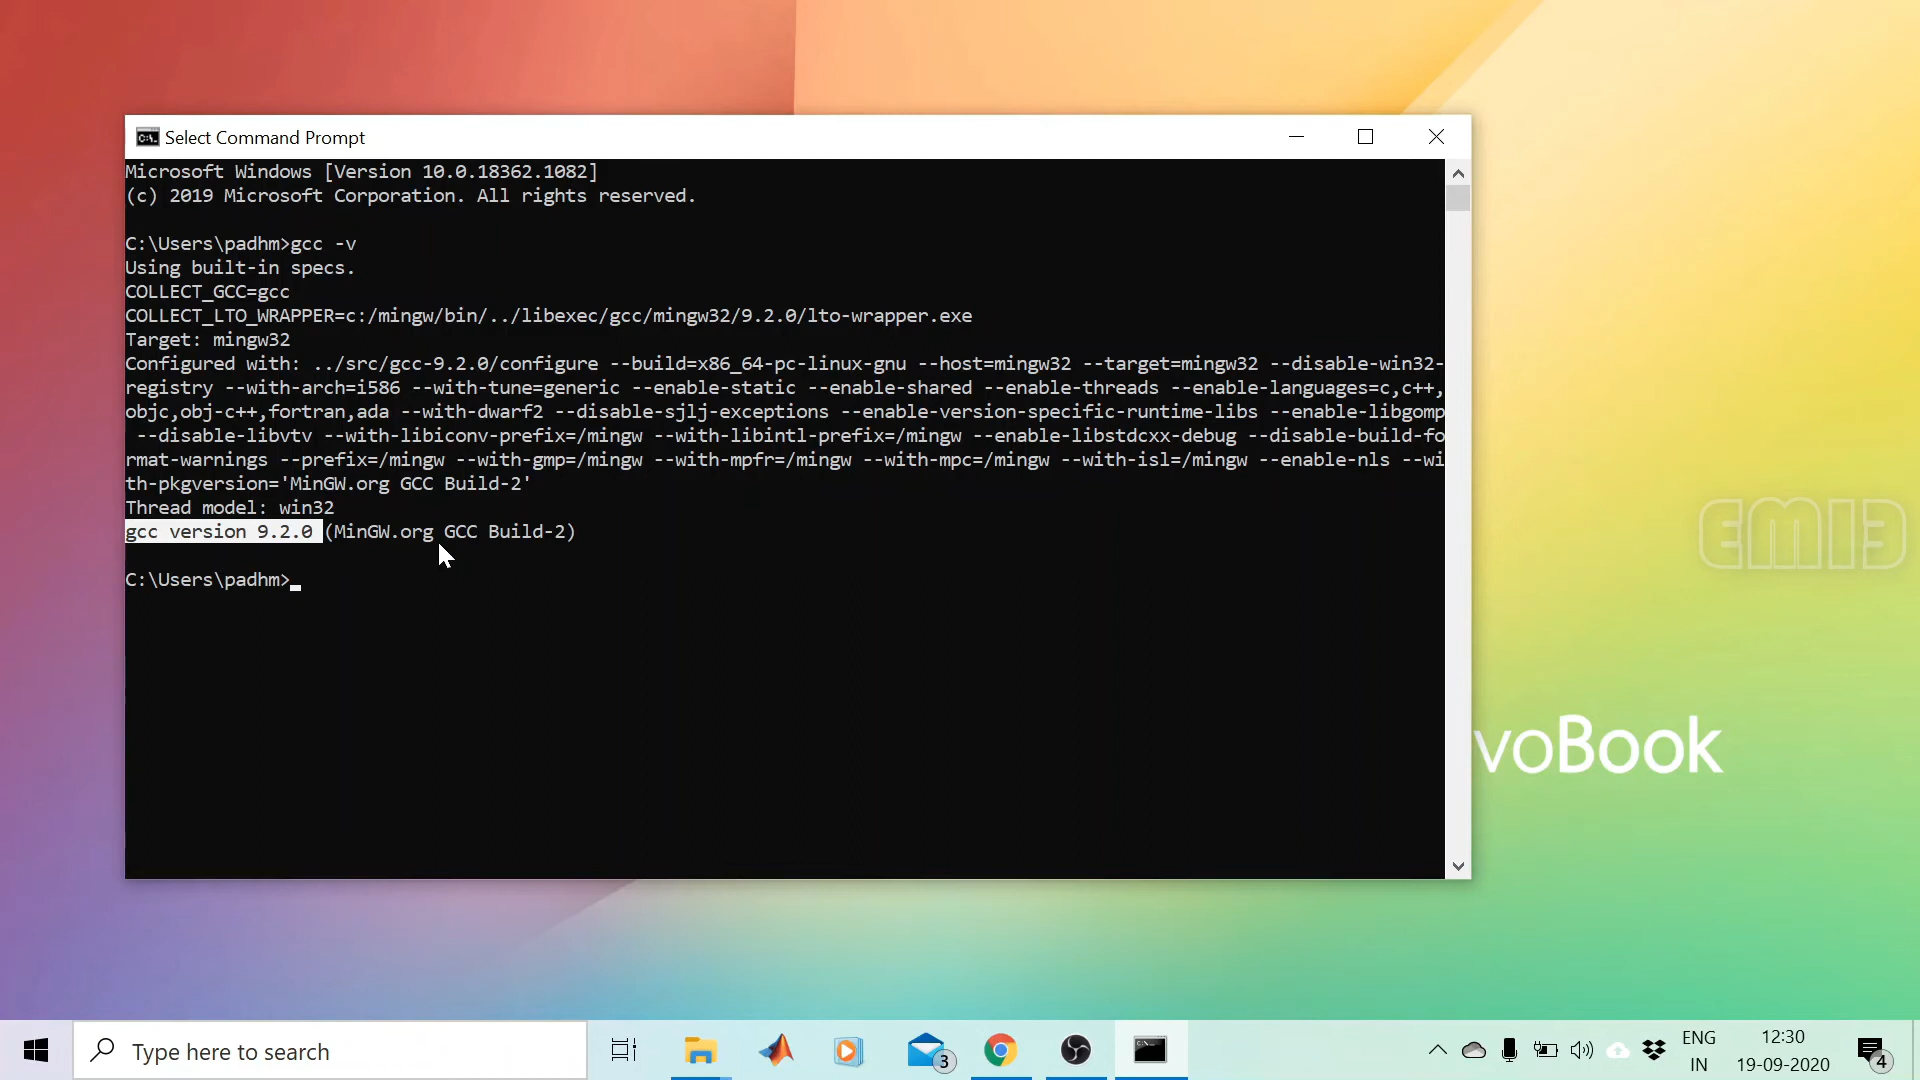 Select Command Prompt
Microsoft Windows [Version 10.0.18362.1082]
(c) 2019 Microsoft Corporation. All rights reserved.
C:\Users\padhm>gcc -v
Using built-in specs.
COLLECT_GCC=gcc
COLLECT_LTO_WRAPPER=c:/mingw/bin/../libexec/gcc/mingw32/9.2.0/lto-wrapper.exe
Target: mingw32
Configured with: ../src/gcc-9.2.0/configure --build=x86_64-pc-linux-gnu --host=mingw32 --target=mingw32 --disable-win32-
registry --with-arch=i586 --with-tune=generic --enable-static --enable-shared --enable-threads --enable-languages=c,c++,
objc,obj-c++,fortran,ada --with-dwarf2 --disable-sjlj-exceptions --enable-version-specific-runtime-libs --enable-libgomp
--disable-libvtv --with-libiconv-prefix=/mingw --with-libintl-prefix=/mingw --enable-libstdcxx-debug --disable-build-fo
rmat-warnings --prefix=/mingw --with-gmp=/mingw --with-mpfr=/mingw --with-mpc=/mingw --with-isl=/mingw --enable-nls --wi
th-pkgversion='MinGW.org GCC Build-2'
Thread model: win32
gcc version 9.2.0 (MinGW.org GCC Build-2)
C:\Users\padhm>
voBook
Type here to search
3
ENG
IN
12:30
19-09-2020
4